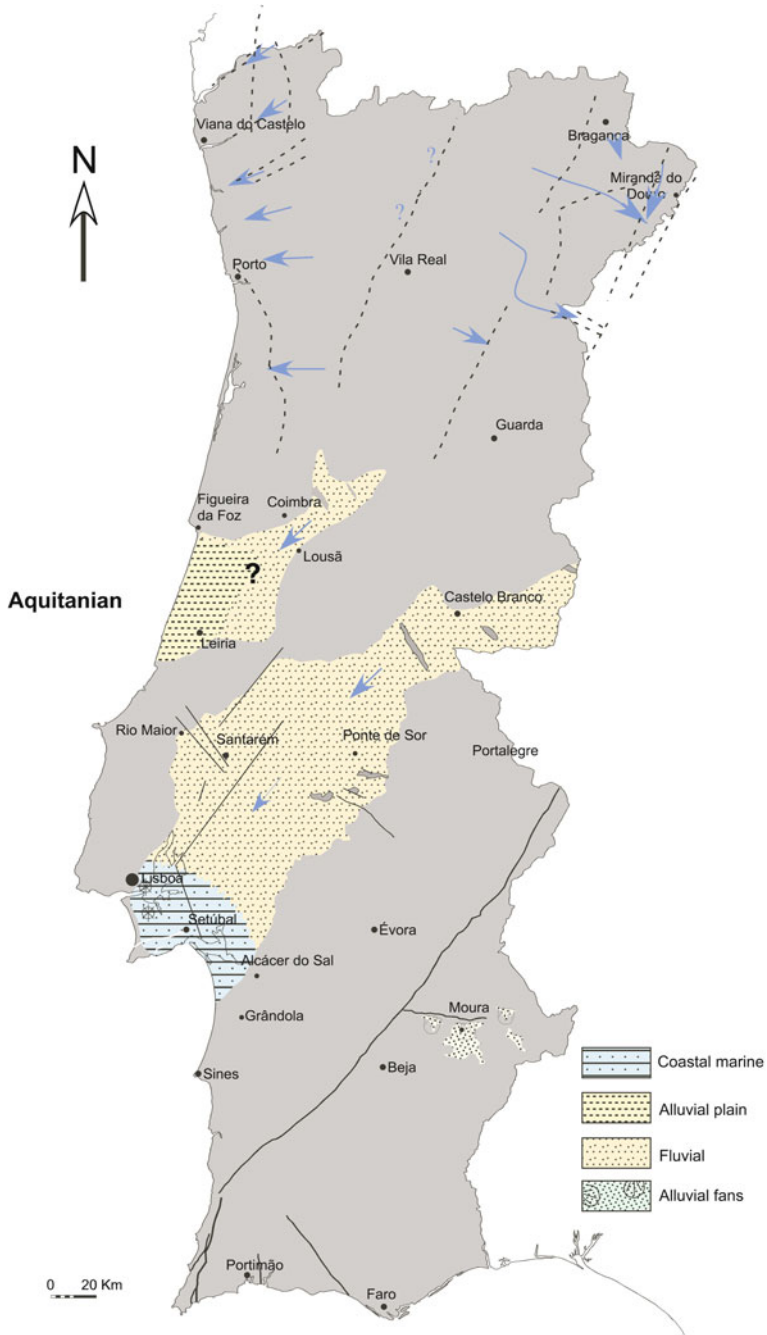 Viana do Castelo
Bragança
N
?
Miranda do
Douro
?
Porto
Vila Real
Guarda
Figueira
da Foz
Coimbra
Lousã
?
Aquitanian
Castelo Branco
Leiria
Rio Maior
Santarém
Ponte de Sor
Portalegre
Lisboa
Setúbal
Évora
Alcácer do Sal
Grândola
Moura
Sines
Beja
Coastal marine
Alluvial plain
Fluvial
Alluvial fans
Portimão
0 20 Km
Faro